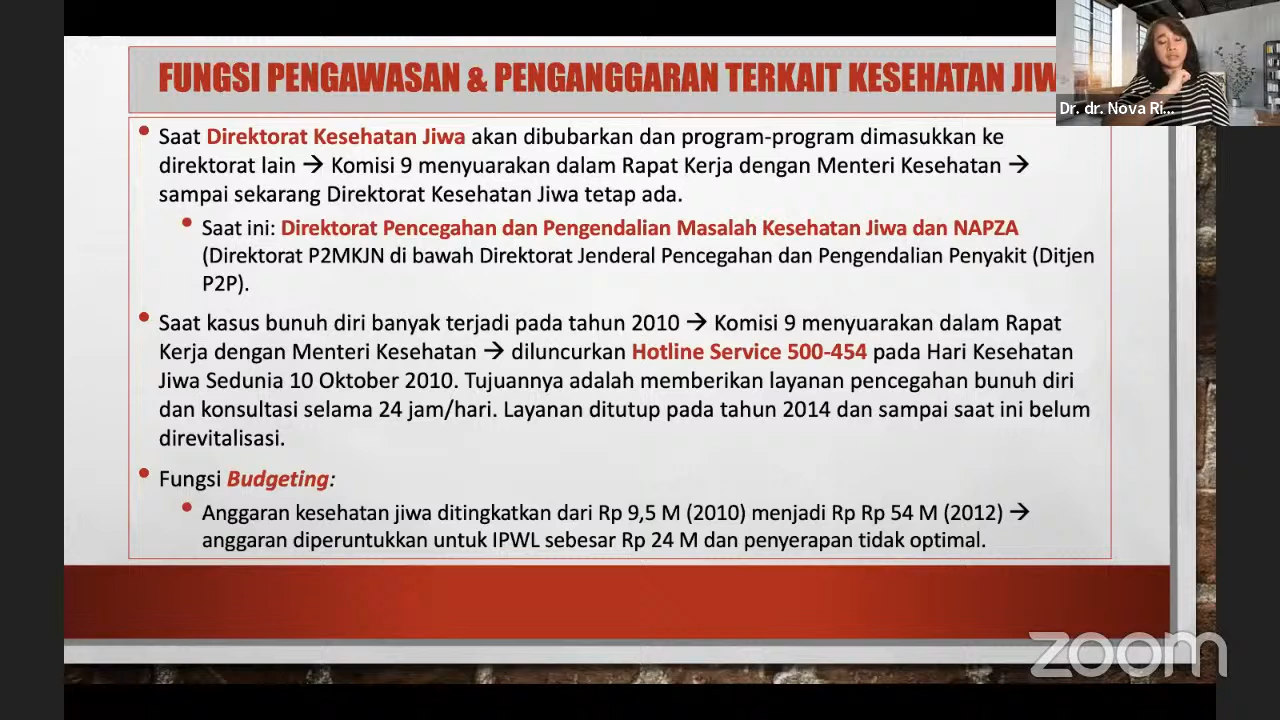 FUNGSI PENGAWASAN & PENGANGGARAN TERKAIT KESEHATAN JIW
Dr. dr. Nova Ri...
• Saat Direktorat Kesehatan Jiwa akan dibubarkan dan program-program dimasukkan ke
direktorat lain → Komisi 9 menyuarakan dalam Rapat Kerja dengan Menteri Kesehatan →
sampai sekarang Direktorat Kesehatan Jiwa tetap ada.
• Saat ini: Direktorat Pencegahan dan Pengendalian Masalah Kesehatan Jiwa dan NAPZA
(Direktorat P2MKJN di bawah Direktorat Jenderal Pencegahan dan Pengendalian Penyakit (Ditjen
P2P).
• Saat kasus bunuh diri banyak terjadi pada tahun 2010 → Komisi 9 menyuarakan dalam Rapat
Kerja dengan Menteri Kesehatan → diluncurkan Hotline Service 500-454 pada Hari Kesehatan
Jiwa Sedunia 10 Oktober 2010. Tujuannya adalah memberikan layanan pencegahan bunuh diri
dan konsultasi selama 24 jam/hari. Layanan ditutup pada tahun 2014 dan sampai saat ini belum
direvitalisasi.
• Fungsi Budgeting:
• Anggaran kesehatan jiwa ditingkatkan dari Rp 9,5 M (2010) menjadi Rp Rp 54 M (2012) →
anggaran diperuntukkan untuk IPWL sebesar Rp 24 M dan penyerapan tidak optimal.
zoom